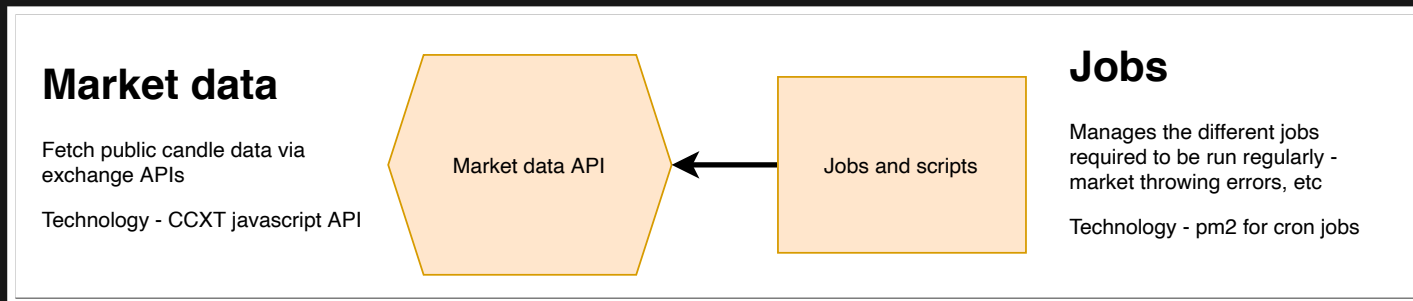 Market data
Fetch public candle data via
exchange APIs
Technology - CCXT javascript API
Market data API
Jobs and scripts
Jobs
Manages the different jobs
required to be run regularly -
market throwing errors, etc
Technology - pm2 for cron jobs